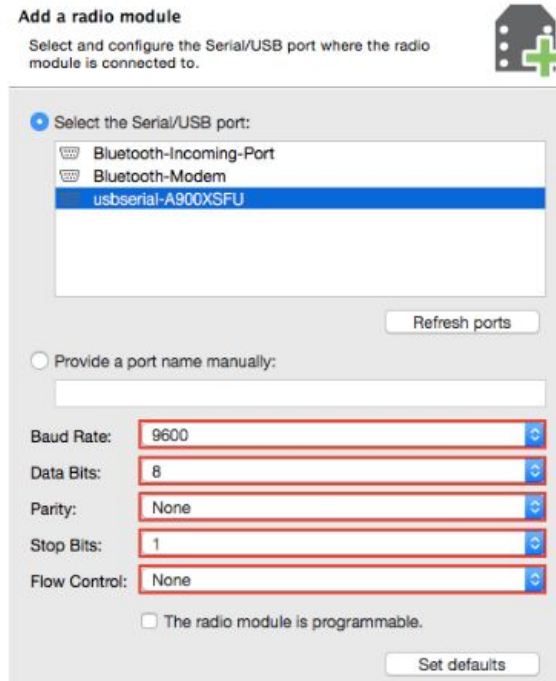 Add a radio module
Select and configure the Serial/USB port where the radio
module is connected to.
Select the Serial/USB port:
Bluetooth-Incoming-Port
Bluetooth-Modem
usbserial-A900XSFU
Refresh ports
Provide a port name manually:
Baud Rate: 9600
Data Bits: 8
Parity: None
Stop Bits: 1
Flow Control: None
The radio module is programmable.
Set defaults